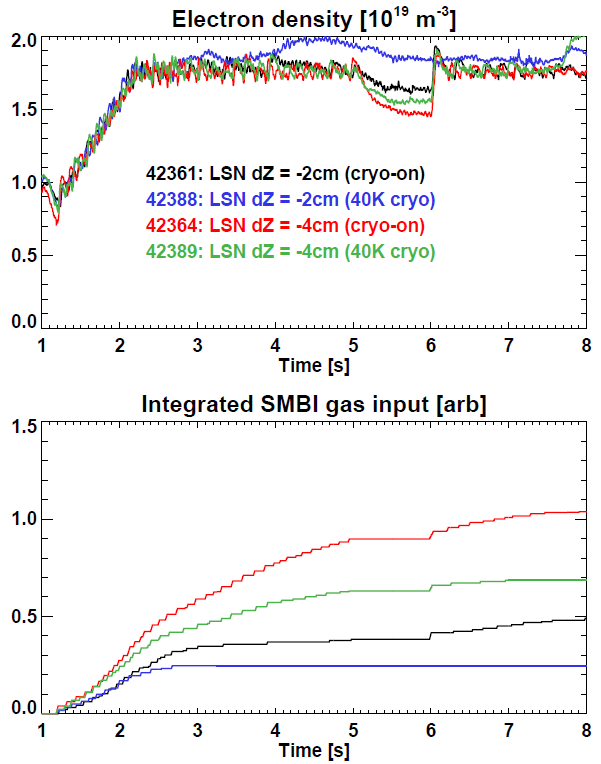 Electron density [10¹⁹ m⁻³]
2.0
1.5
1.0
0.5
0.0
42361: LSN dZ = -2cm (cryo-on)
42388: LSN dZ = -2cm (40K cryo)
42364: LSN dZ = -4cm (cryo-on)
42389: LSN dZ = -4cm (40K cryo)
1 2 3 4 5 6 7 8
Time [s]
Integrated SMBI gas input [arb]
1.5
1.0
0.5
0.0
1 2 3 4 5 6 7 8
Time [s]